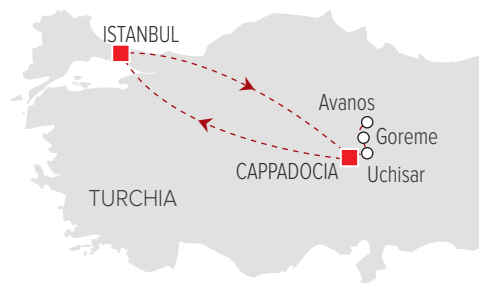 ISTANBUL
Avanos
Goreme
CAPPADOCIA
Uchisar
TURCHIA